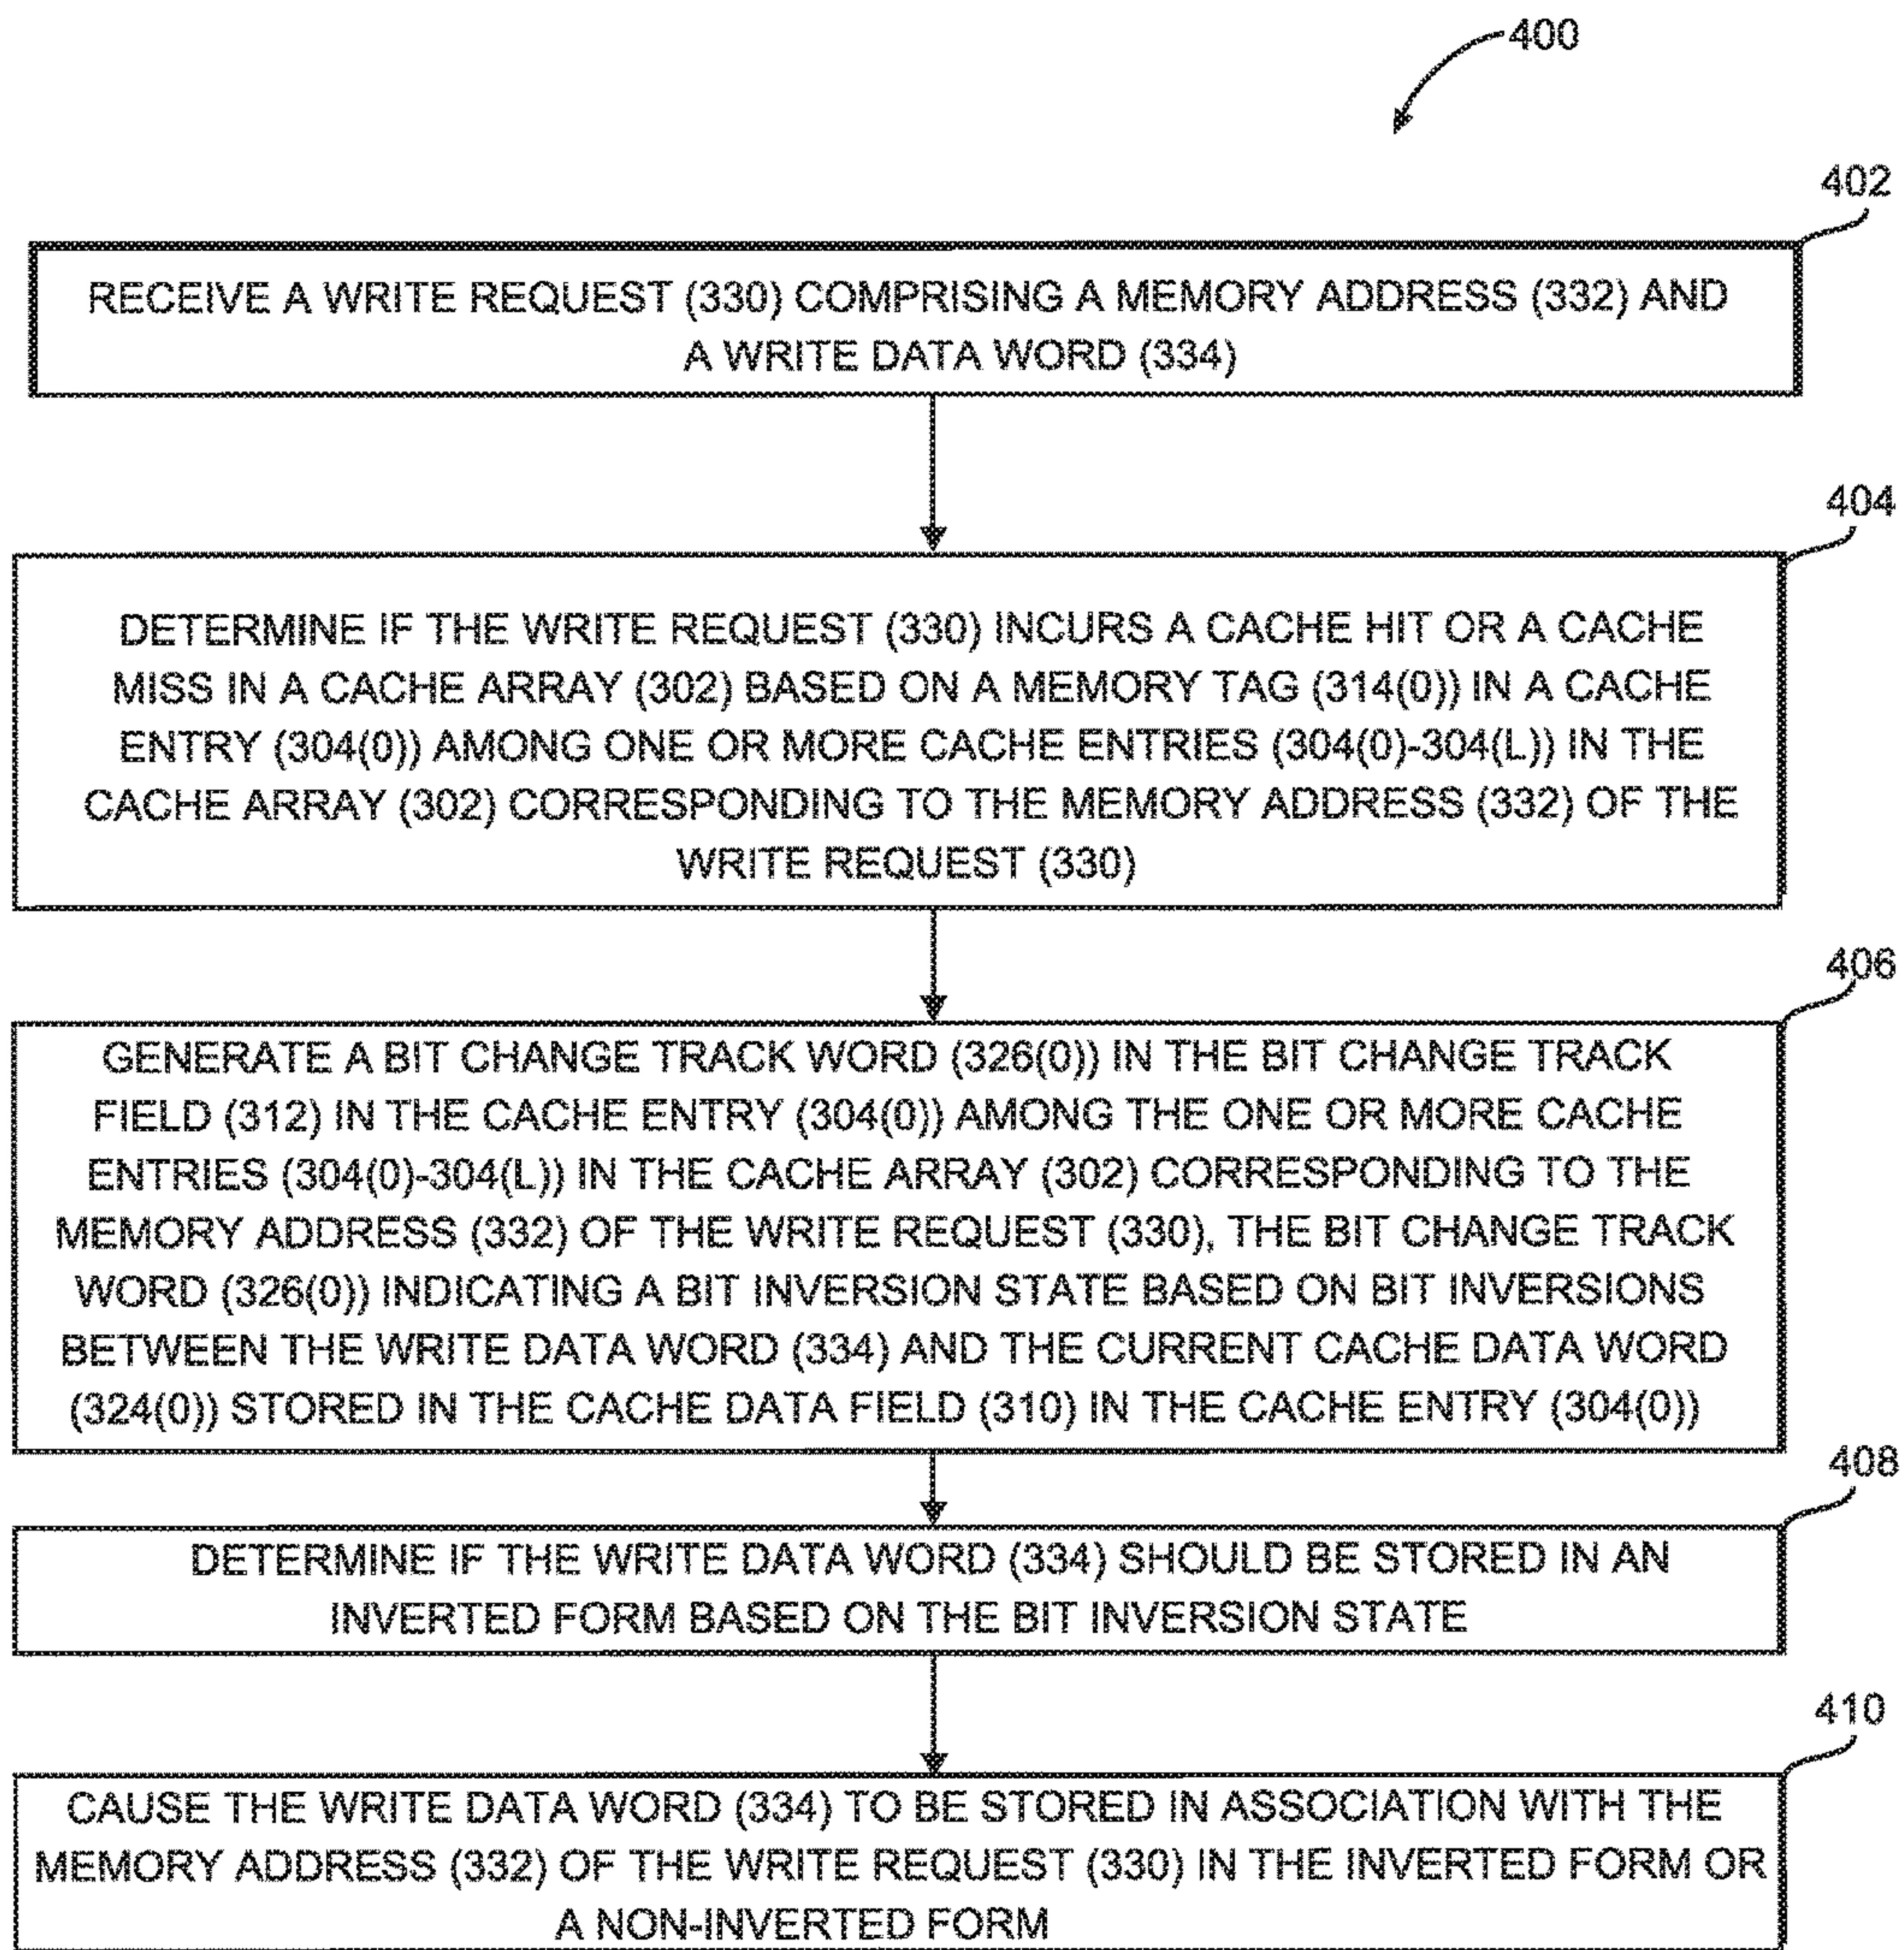 400
402
RECEIVE A WRITE REQUEST (330) COMPRISING A MEMORY ADDRESS (332) AND
A WRITE DATA WORD (334)
404
DETERMINE IF THE WRITE REQUEST (330) INCURS A CACHE HIT OR A CACHE
MISS IN A CACHE ARRAY (302) BASED ON A MEMORY TAG (314(0)) IN A CACHE
ENTRY (304(0)) AMONG ONE OR MORE CACHE ENTRIES (304(0)-304(L)) IN THE
CACHE ARRAY (302) CORRESPONDING TO THE MEMORY ADDRESS (332) OF THE
WRITE REQUEST (330)
406
GENERATE A BIT CHANGE TRACK WORD (326(0)) IN THE BIT CHANGE TRACK
FIELD (312) IN THE CACHE ENTRY (304(0)) AMONG THE ONE OR MORE CACHE
ENTRIES (304(0)-304(L)) IN THE CACHE ARRAY (302) CORRESPONDING TO THE
MEMORY ADDRESS (332) OF THE WRITE REQUEST (330), THE BIT CHANGE TRACK
WORD (326(0)) INDICATING A BIT INVERSION STATE BASED ON BIT INVERSIONS
BETWEEN THE WRITE DATA WORD (334) AND THE CURRENT CACHE DATA WORD
(324(0)) STORED IN THE CACHE DATA FIELD (310) IN THE CACHE ENTRY (304(0))
408
DETERMINE IF THE WRITE DATA WORD (334) SHOULD BE STORED IN AN
INVERTED FORM BASED ON THE BIT INVERSION STATE
410
CAUSE THE WRITE DATA WORD (334) TO BE STORED IN ASSOCIATION WITH THE
MEMORY ADDRESS (332) OF THE WRITE REQUEST (330) IN THE INVERTED FORM OR
A NON-INVERTED FORM